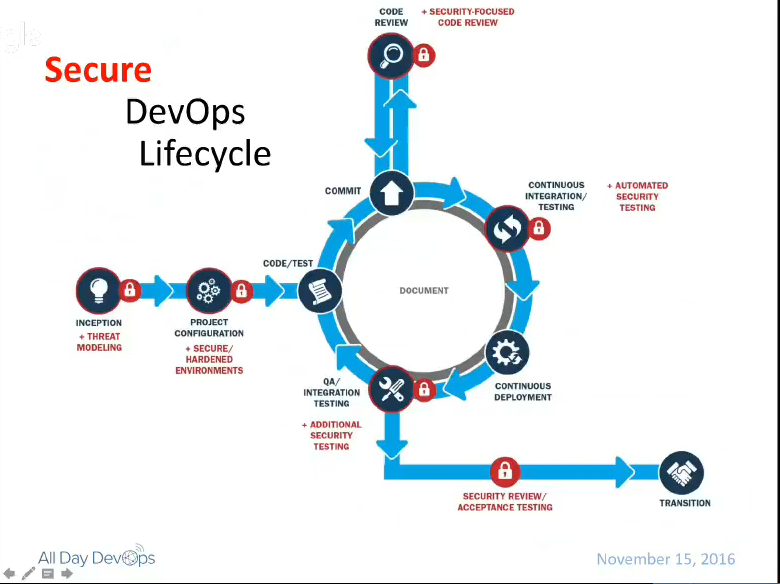 CODE
REVIEW
+ SECURITY-FOCUSED
CODE REVIEW
Secure
DevOps
Lifecycle
COMMIT
CONTINUOUS
INTEGRATION/
TESTING
+ AUTOMATED
SECURITY
TESTING
CODE/TEST
DOCUMENT
INCEPTION
+ THREAT
MODELING
PROJECT
CONFIGURATION
+ SECURE/
HARDENED
ENVIRONMENTS
QA/
INTEGRATION
TESTING
+ ADDITIONAL
SECURITY
TESTING
CONTINUOUS
DEPLOYMENT
SECURITY REVIEW/
ACCEPTANCE TESTING
TRANSITION
All Day DevOps
November 15, 2016